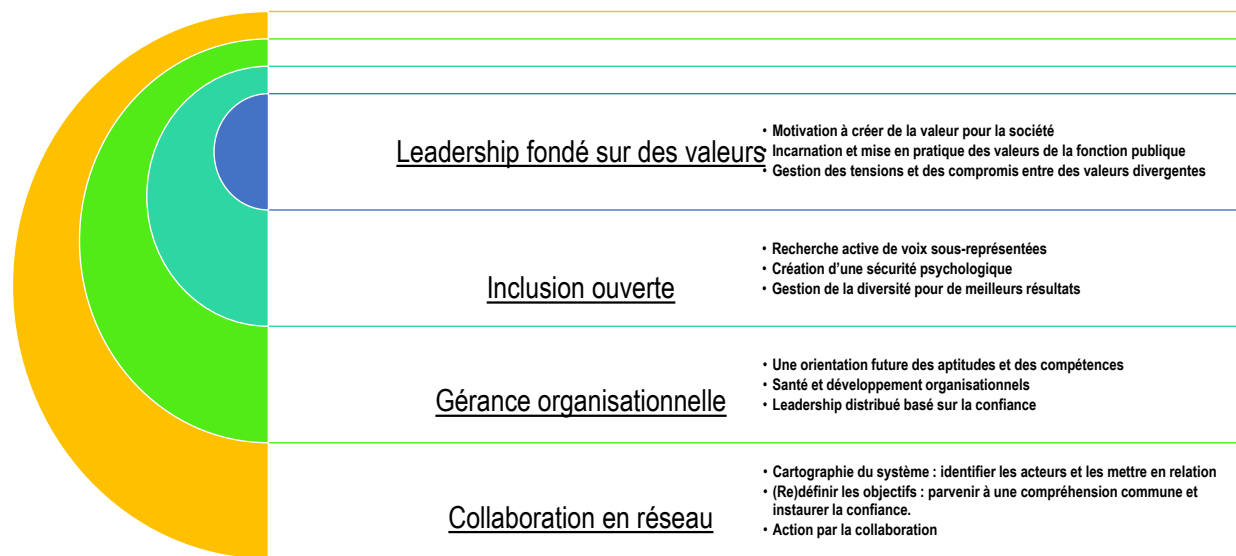 Leadership fondé sur des valeurs
• Motivation à créer de la valeur pour la société
• Incarnation et mise en pratique des valeurs de la fonction publique
• Gestion des tensions et des compromis entre des valeurs divergentes
Inclusion ouverte
• Recherche active de voix sous-représentées
• Création d’une sécurité psychologique
• Gestion de la diversité pour de meilleurs résultats
Gérance organisationnelle
• Une orientation future des aptitudes et des compétences
• Santé et développement organisationnels
• Leadership distribué basé sur la confiance
Collaboration en réseau
• Cartographie du système : identifier les acteurs et les mettre en relation
• (Re)définir les objectifs : parvenir à une compréhension commune et
instaurer la confiance.
• Action par la collaboration